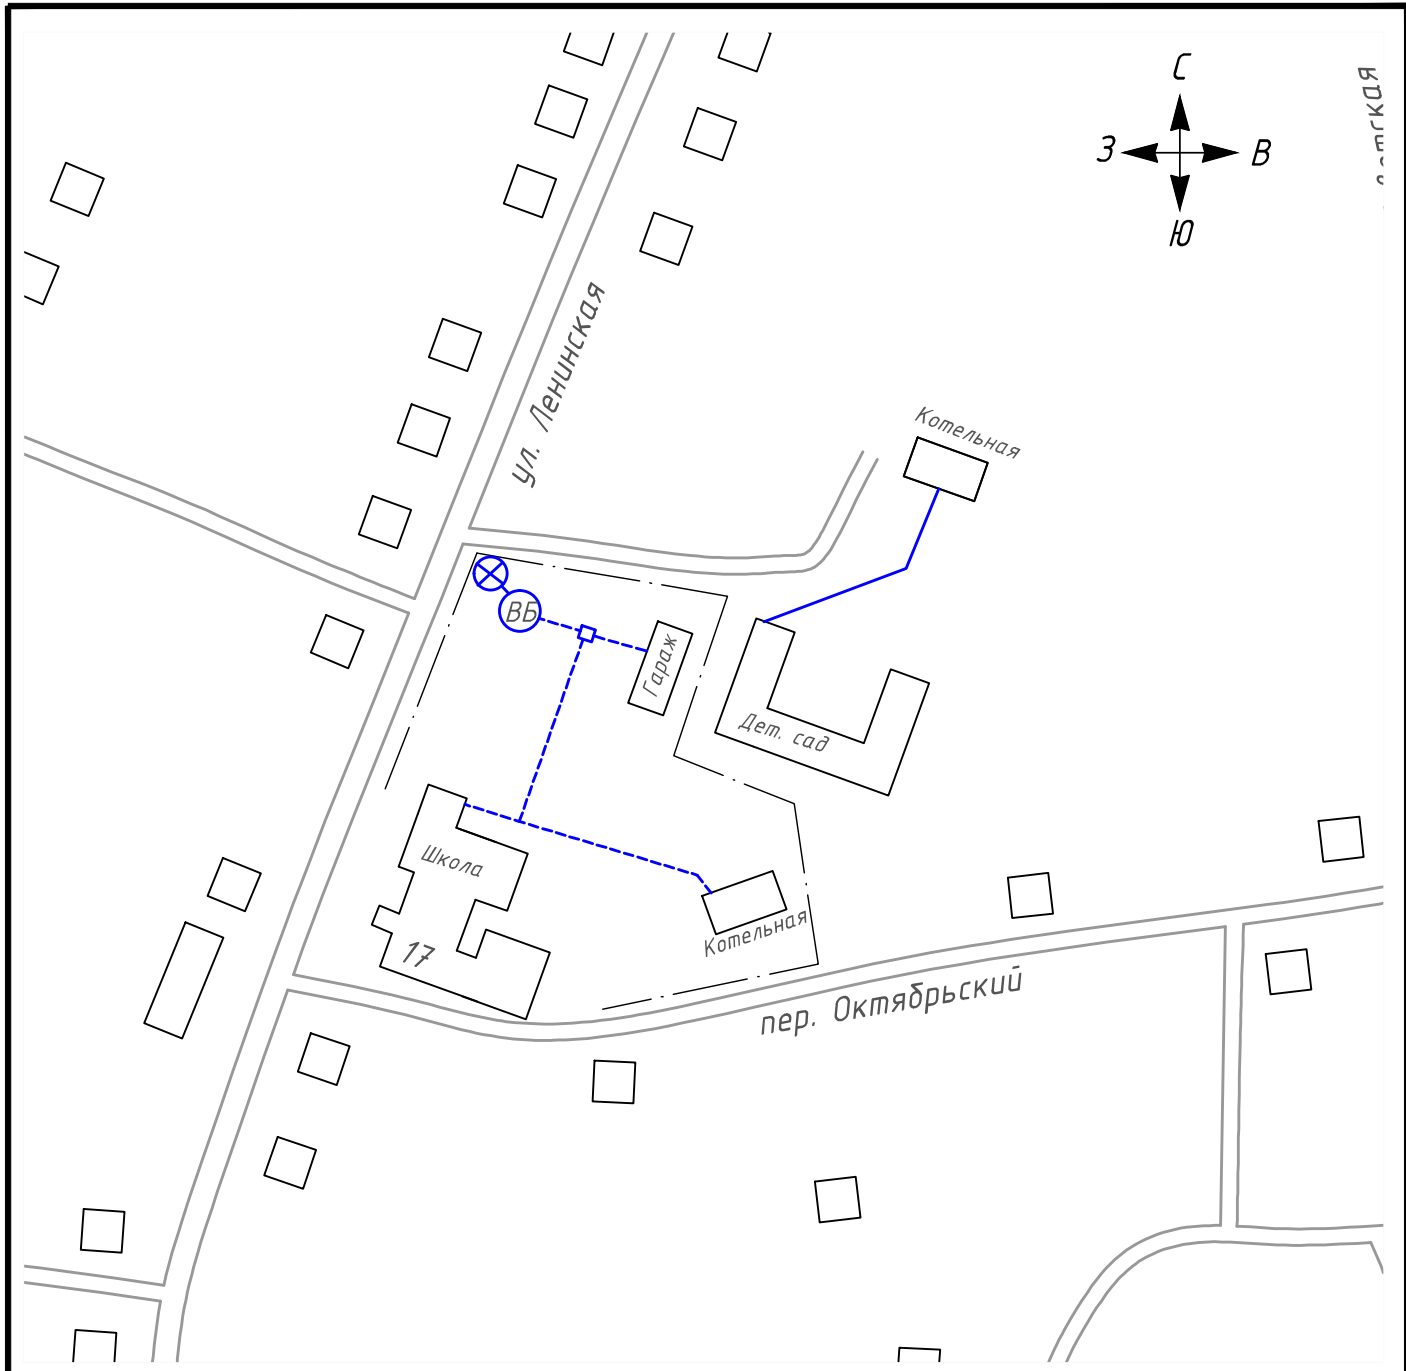 С
З
В
Ю
ул. Ленинская
Котельная
ВБ
Гараж
Дет. сад
Школа
17
Котельная
пер. Октябрьский